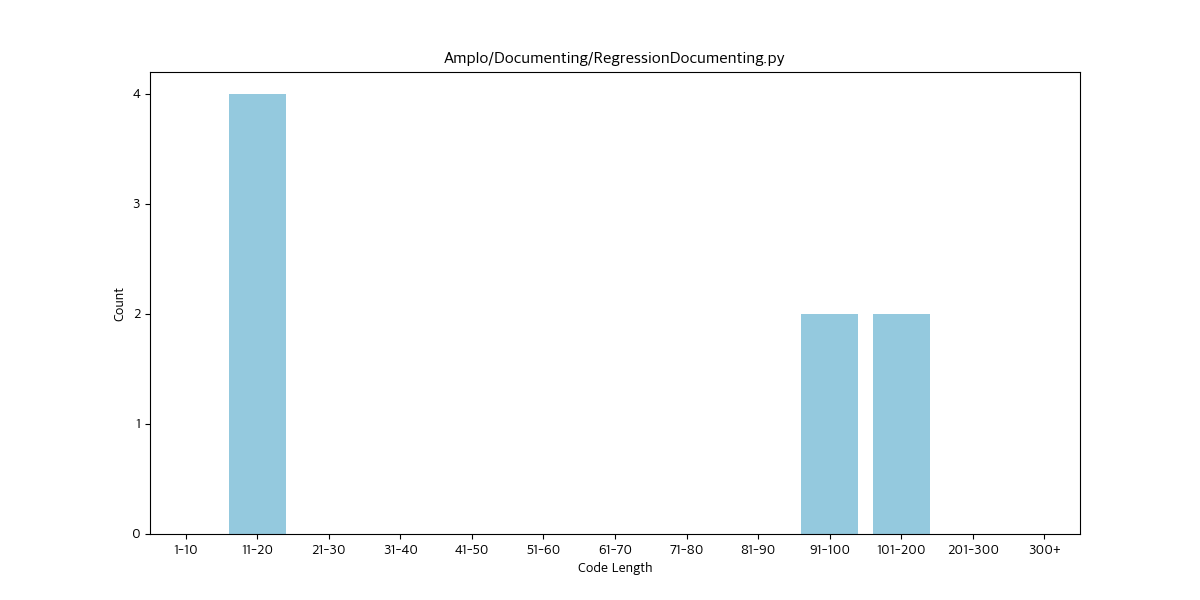 Amplo/Documenting/RegressionDocumenting.py
4
3
2
1
0
Count
1-10 11-20 21-30 31-40 41-50 51-60 61-70 71-80 81-90 91-100 101-200 201-300 300+
Code Length